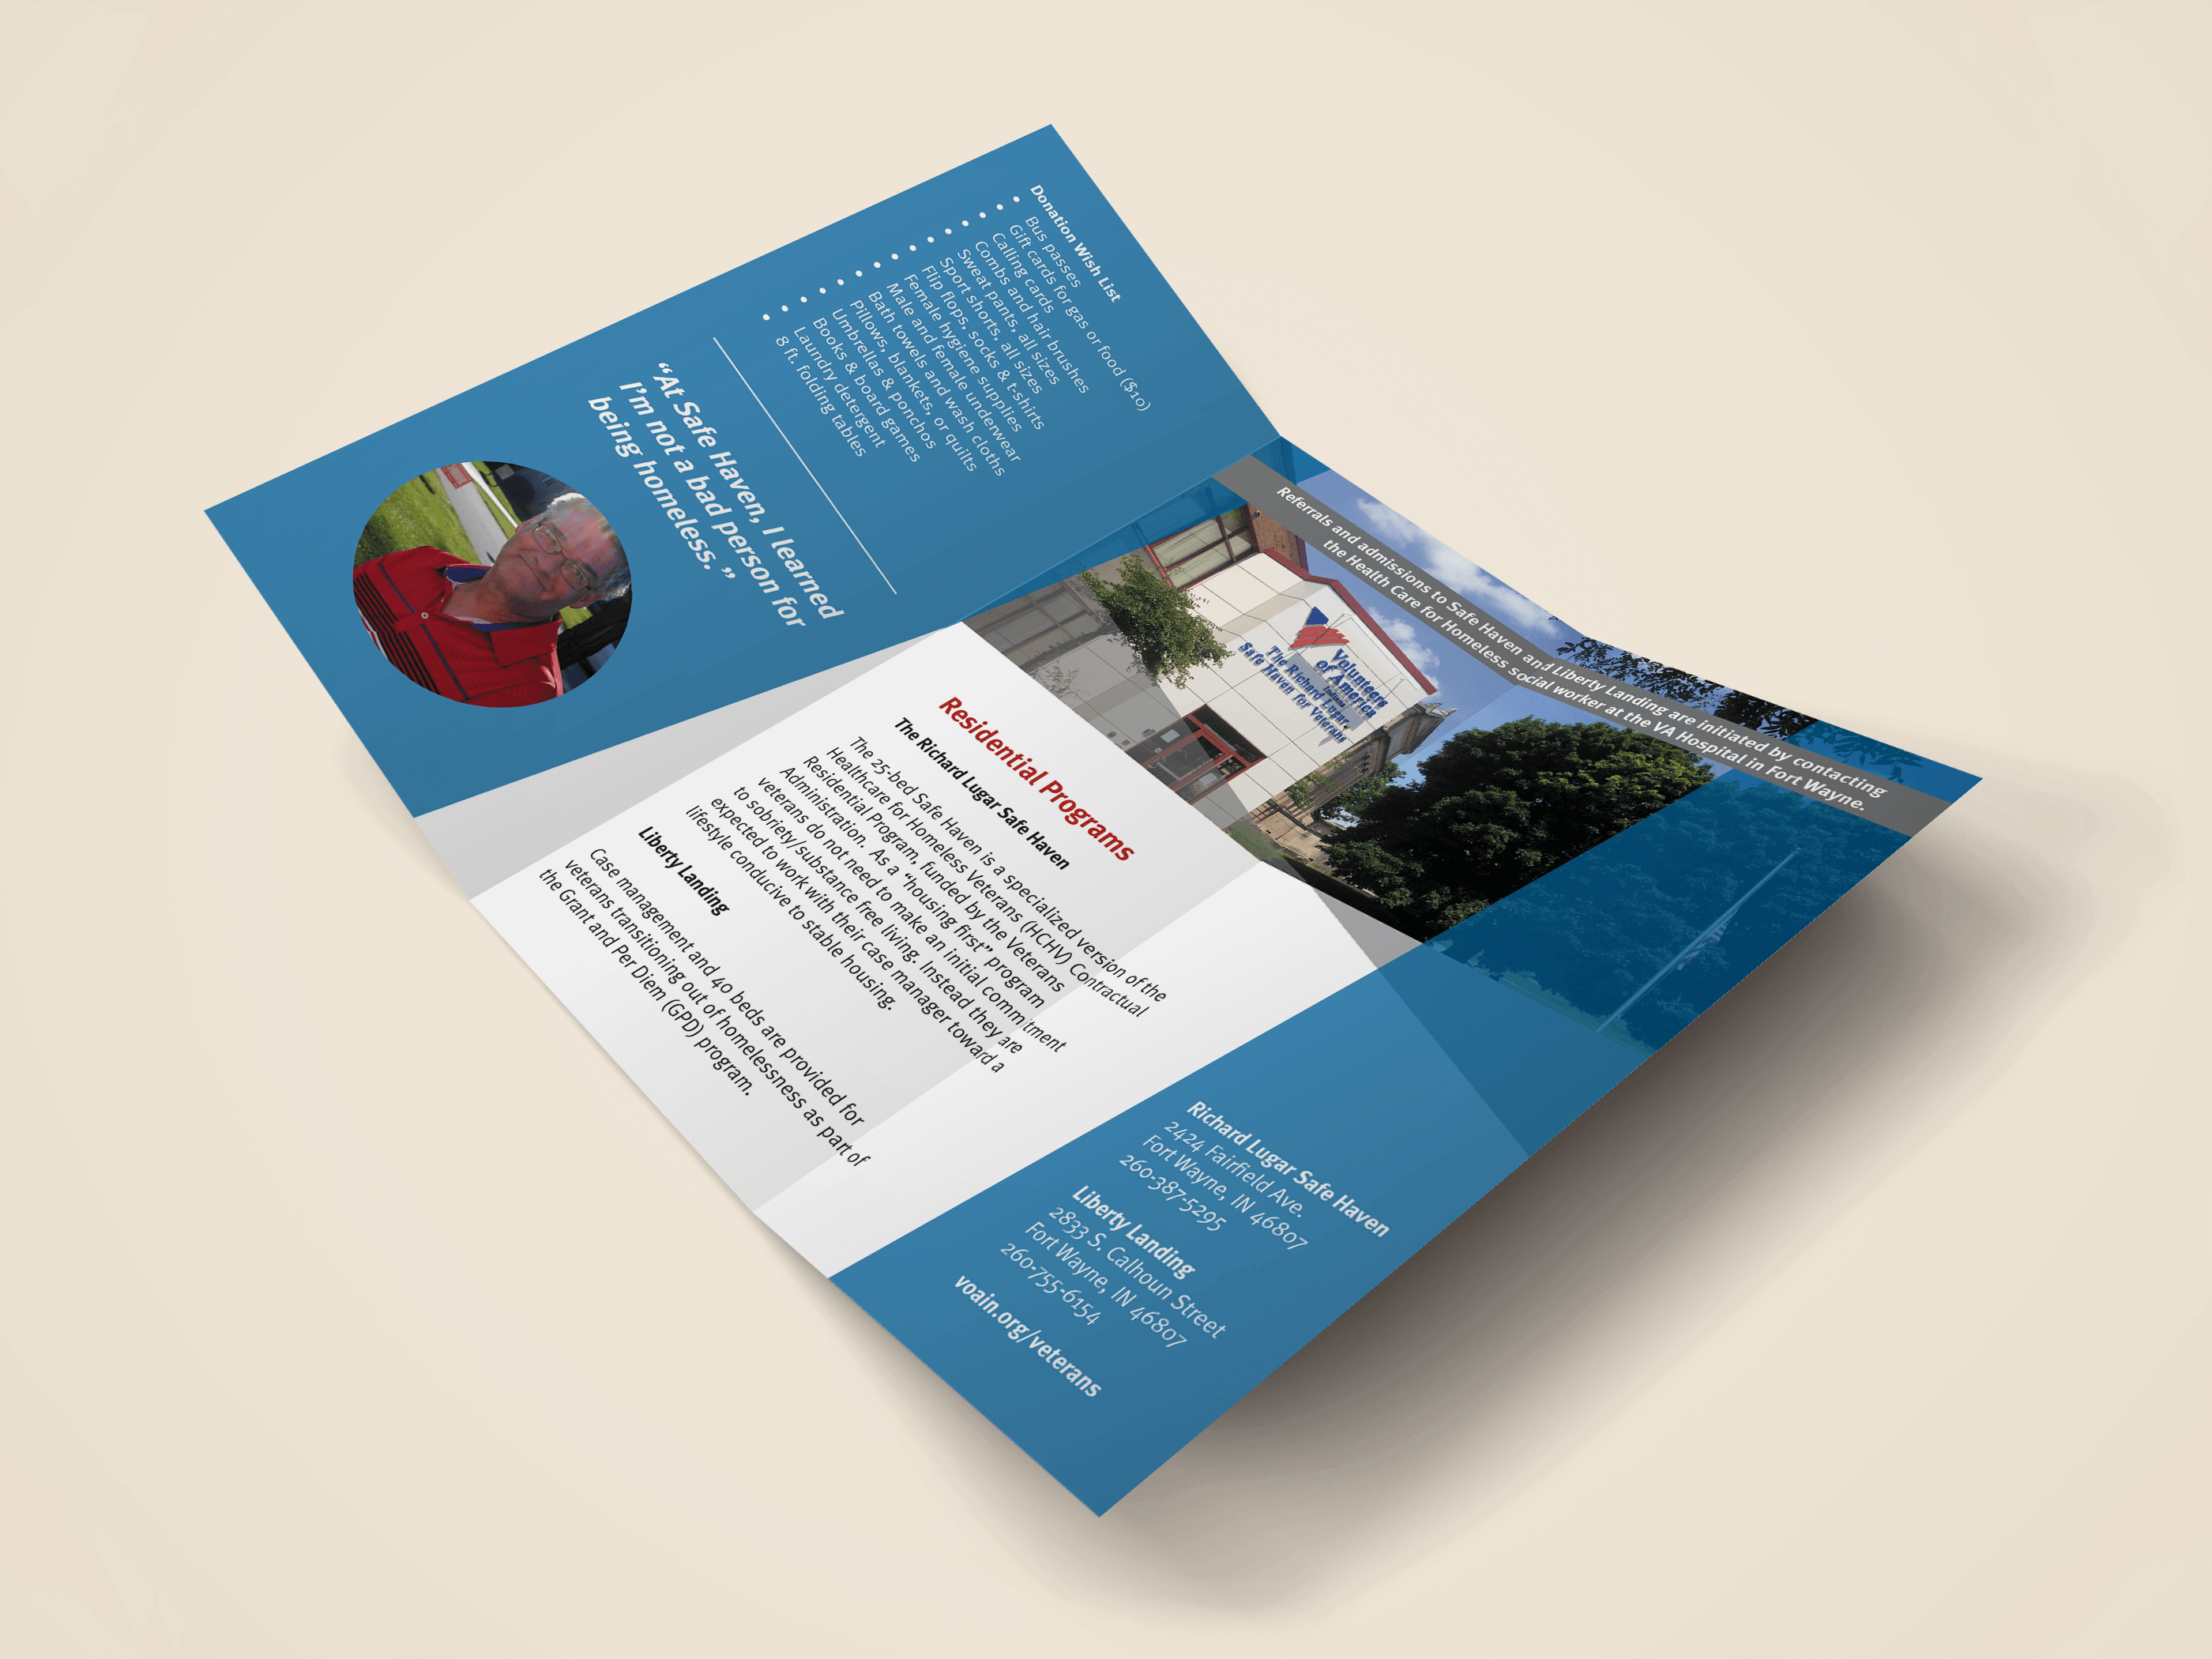 Donation Wish List
• Bus passes
• Gift cards for gas or food ($10)
• Calling cards
• Combs and hair brushes
• Sweat pants, all sizes
• Sport shorts, all sizes
• Flip flops, socks & t-shirts
• Female hygiene supplies
• Male and female underwear
• Bath towels and wash cloths
• Pillows, blankets, or quilts
• Umbrellas & ponchos
• Books & board games
• Laundry detergent
• 8 ft. folding tables
“At Safe Haven, I learned
I’m not a bad person for
being homeless.”
Referrals and admissions to Safe Haven and Liberty Landing are initiated by contacting
the Health Care for Homeless social worker at the VA Hospital in Fort Wayne.
Volunteers
of America
Indiana
The Richard Lugar
Safe Haven for Veterans
Residential Programs
The Richard Lugar Safe Haven
The 25-bed Safe Haven is a specialized version of the
Healthcare for Homeless Veterans (HCHV) Contractual
Residential Program, funded by the Veterans
Administration. As a “housing first” program
veterans do not need to make an initial commitment
to sobriety/substance free living. Instead they are
expected to work with their case manager toward a
lifestyle conducive to stable housing.
Liberty Landing
Case management and 40 beds are provided for
veterans transitioning out of homelessness as part of
the Grant and Per Diem (GPD) program.
Richard Lugar Safe Haven
2424 Fairfield Ave.
Fort Wayne, IN 46807
260-387-5295
Liberty Landing
2833 S. Calhoun Street
Fort Wayne, IN 46807
260-755-6154
voain.org/veterans